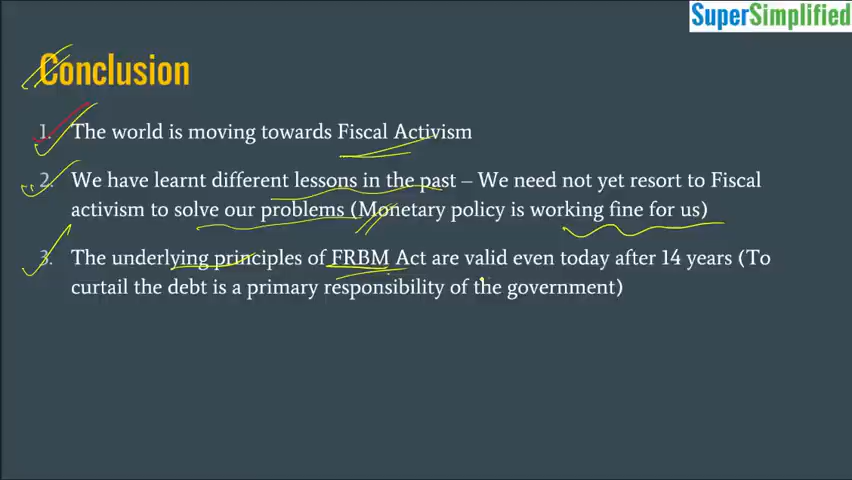 SuperSimplified
Conclusion
1. The world is moving towards Fiscal Activism
2. We have learnt different lessons in the past – We need not yet resort to Fiscal
activism to solve our problems (Monetary policy is working fine for us)
3. The underlying principles of FRBM Act are valid even today after 14 years (To
curtail the debt is a primary responsibility of the government)